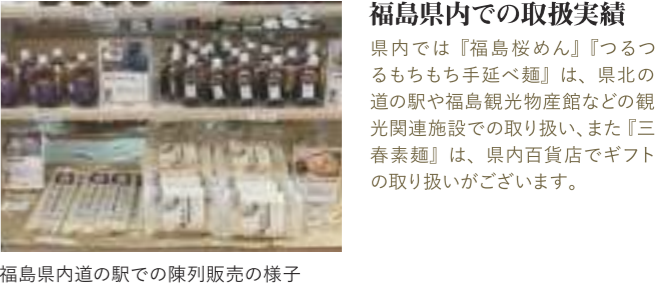 福島県内での取扱実績
県内では『福島桜めん』『つるつ
るもちもち手延べ麺』は、県北の
道の駅や福島観光物産館などの観
光関連施設での取り扱い、また『三
春素麺』は、県内百貨店でギフト
の取り扱いがございます。
福島県内道の駅での陳列販売の様子